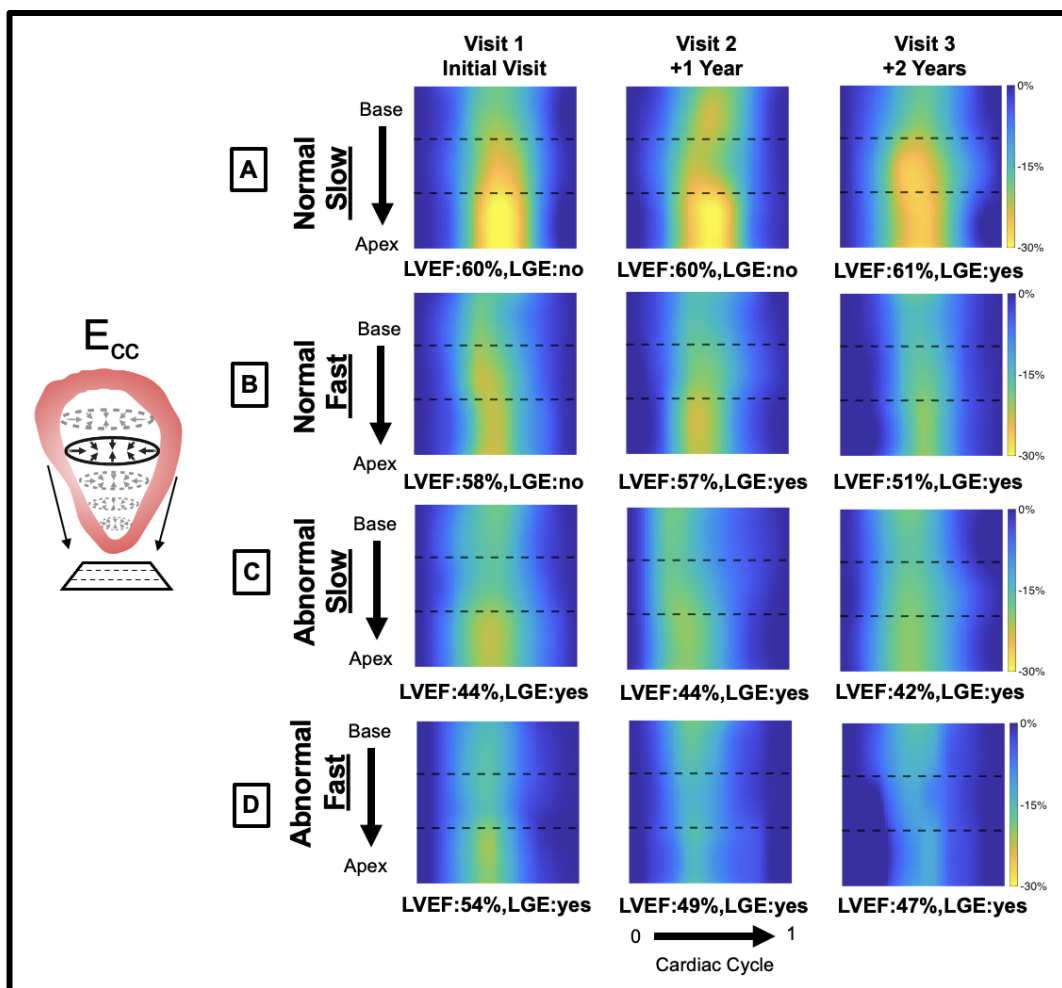 Visit 1
Initial Visit
Visit 2
+1 Year
Visit 3
+2 Years
A
Normal
Slow
Base
Apex
0%
-15%
-30%
LVEF:60%,LGE:no
LVEF:60%,LGE:no
LVEF:61%,LGE:yes
E_CC
B
Normal
Fast
Base
Apex
0%
-15%
-30%
LVEF:58%,LGE:no
LVEF:57%,LGE:yes
LVEF:51%,LGE:yes
C
Abnormal
Slow
Base
Apex
0%
-15%
-30%
LVEF:44%,LGE:yes
LVEF:44%,LGE:yes
LVEF:42%,LGE:yes
D
Abnormal
Fast
Base
Apex
0%
-15%
-30%
LVEF:54%,LGE:yes
LVEF:49%,LGE:yes
LVEF:47%,LGE:yes
0 1
Cardiac Cycle